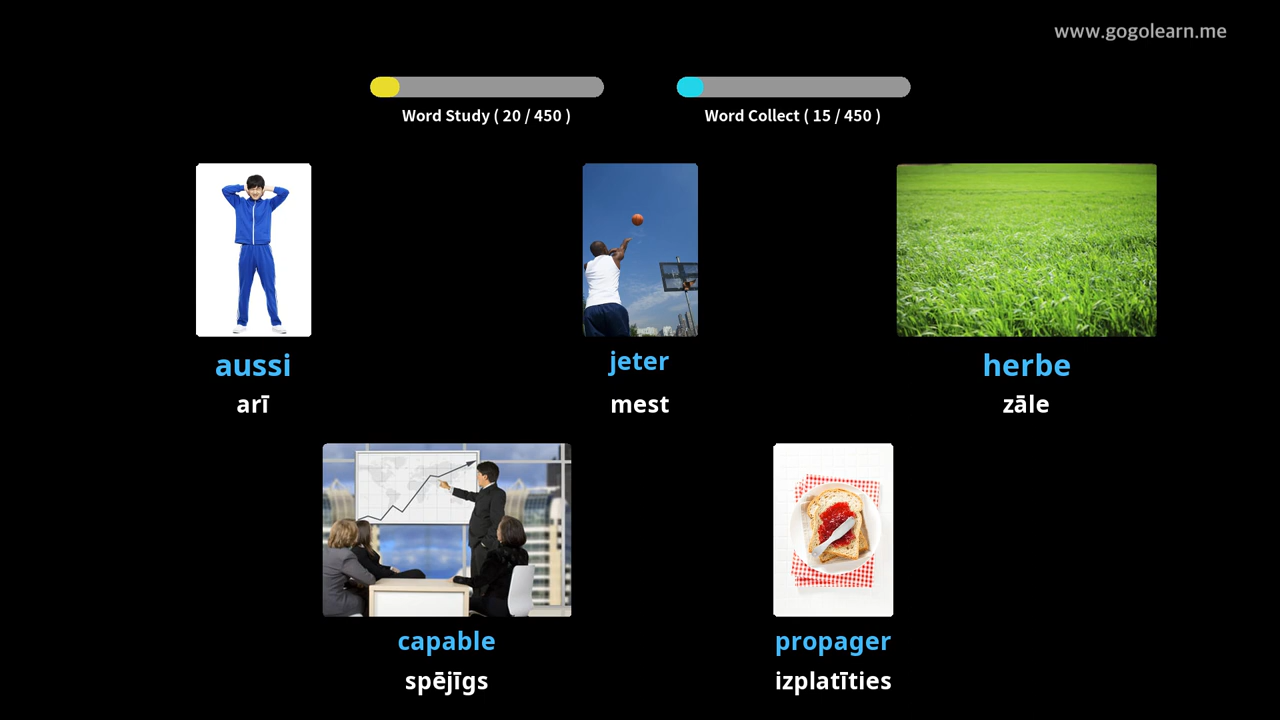 www.gogolearn.me
Word Study ( 20 / 450 )
Word Collect ( 15 / 450 )
aussi
arī
jeter
mest
herbe
zāle
capable
spējīgs
propager
izplatīties